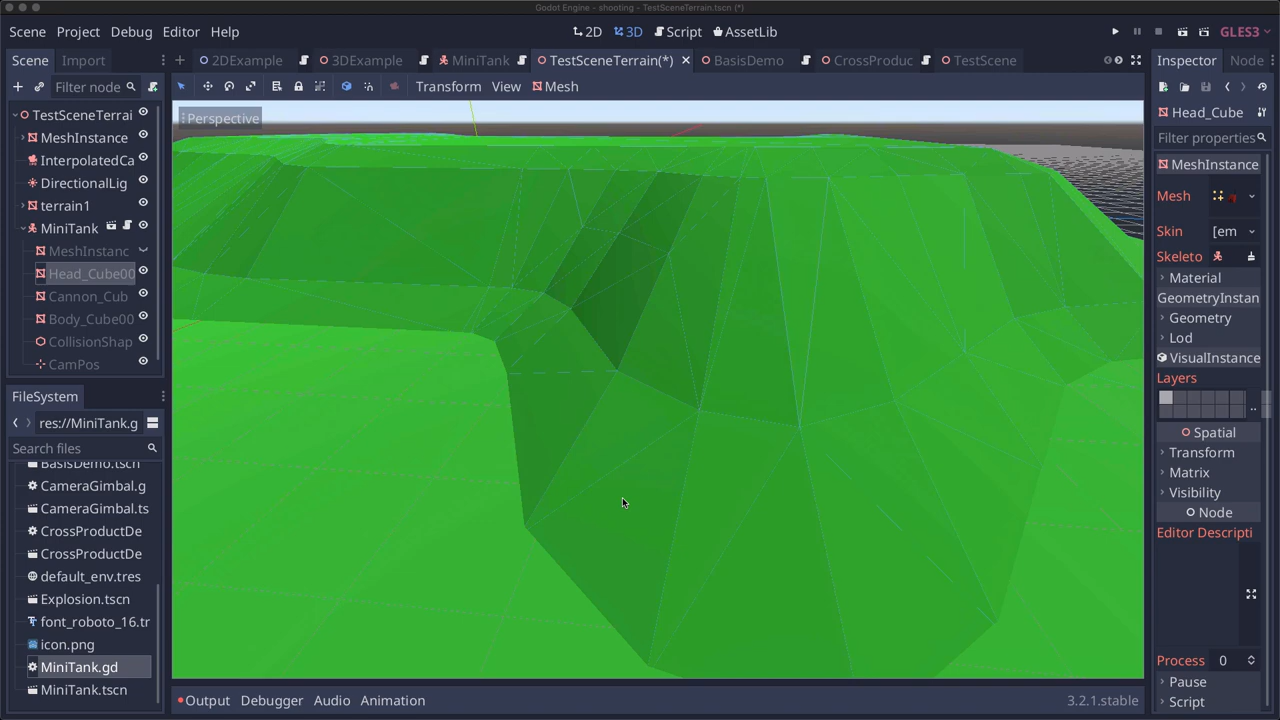 Godot Engine - shooting - TestSceneTerrain.tscn (*)
Scene Project Debug Editor Help
2D 3D Script AssetLib
GLES3
Scene Import
2DExample 3DExample MiniTank TestSceneTerrain(*) BasisDemo CrossProduc TestScene
Inspector Node
Filter node
Transform View Mesh
TestSceneTerrai
MeshInstance
InterpolatedCa
DirectionalLig
terrain1
MiniTank
MeshInstanc
Head_Cube00
Cannon_Cub
Body_Cube00
CollisionShap
CamPos
FileSystem
res://MiniTank.g
Search files
BasisDemo.tscn
CameraGimbal.g
CameraGimbal.ts
CrossProductDe
CrossProductDe
default_env.tres
Explosion.tscn
font_roboto_16.tr
icon.png
MiniTank.gd
MiniTank.tscn
Perspective
Output Debugger Audio Animation
3.2.1.stable
Head_Cube
Filter properties
MeshInstance
Mesh
Skin [em
Skeleto
Material
GeometryInstan
Geometry
Lod
VisualInstance
Layers
..
Spatial
Transform
Matrix
Visibility
Node
Editor Descripti
Process 0
Pause
Script